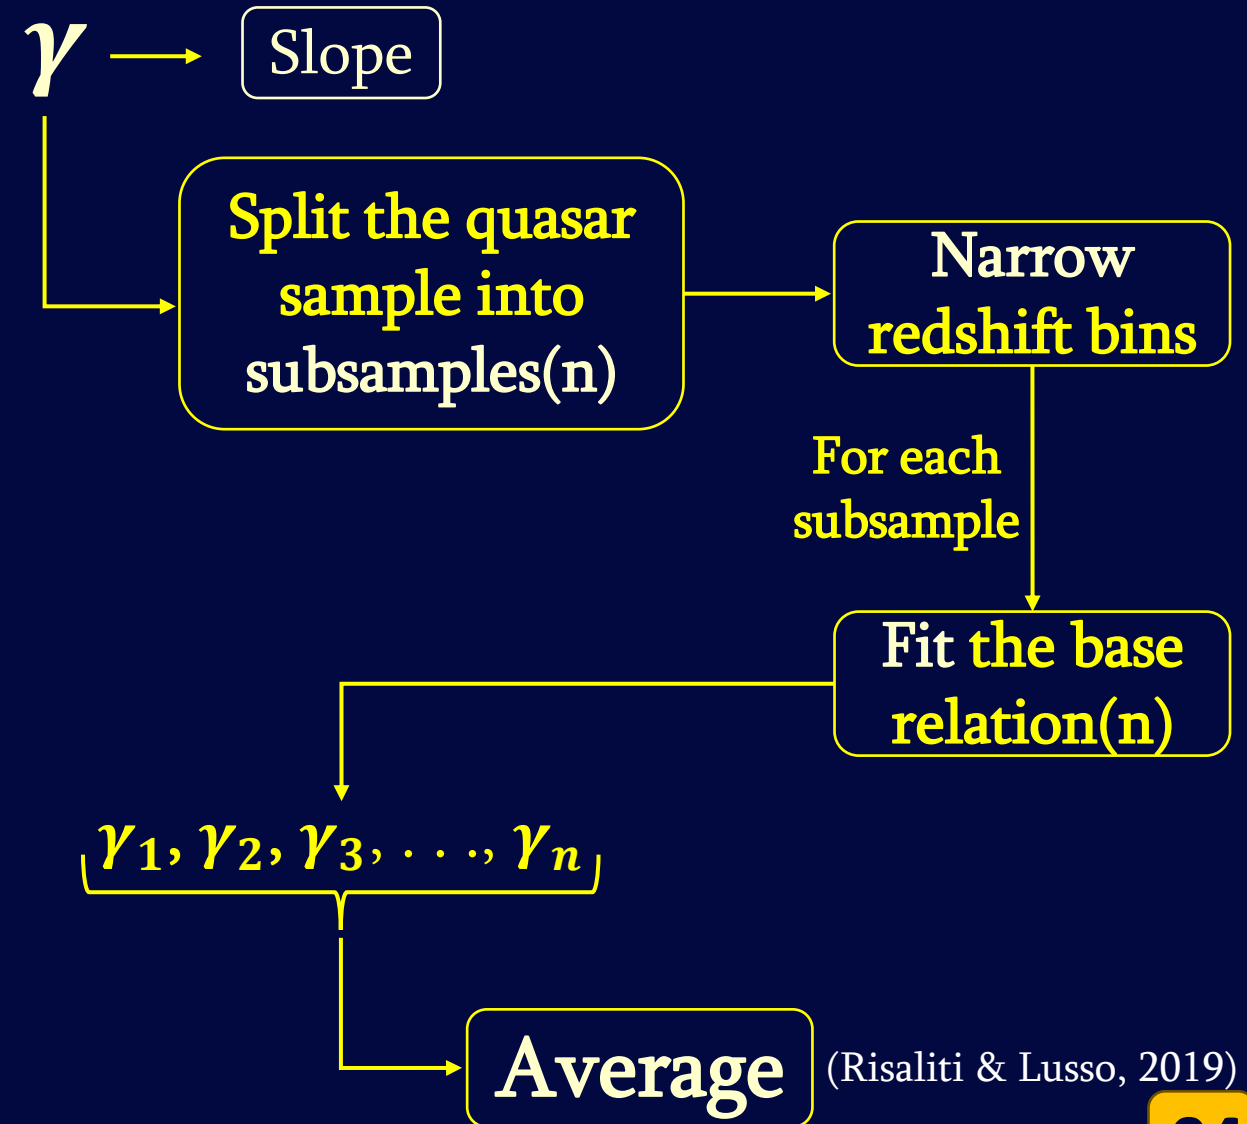 γ
Slope
Split the quasar
sample into
subsamples(n)
Narrow
redshift bins
For each
subsample
Fit the base
relation(n)
γ₁, γ₂, γ₃, . . ., γₙ
Average
(Risaliti & Lusso, 2019)